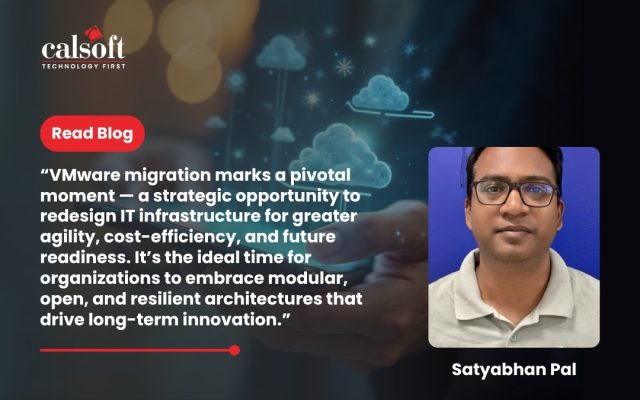 calsoft
TECHNOLOGY FIRST
Read Blog
“VMware migration marks a pivotal
moment — a strategic opportunity to
redesign IT infrastructure for greater
agility, cost-efficiency, and future
readiness. It’s the ideal time for
organizations to embrace modular,
open, and resilient architectures that
drive long-term innovation.”
Satyabhan Pal